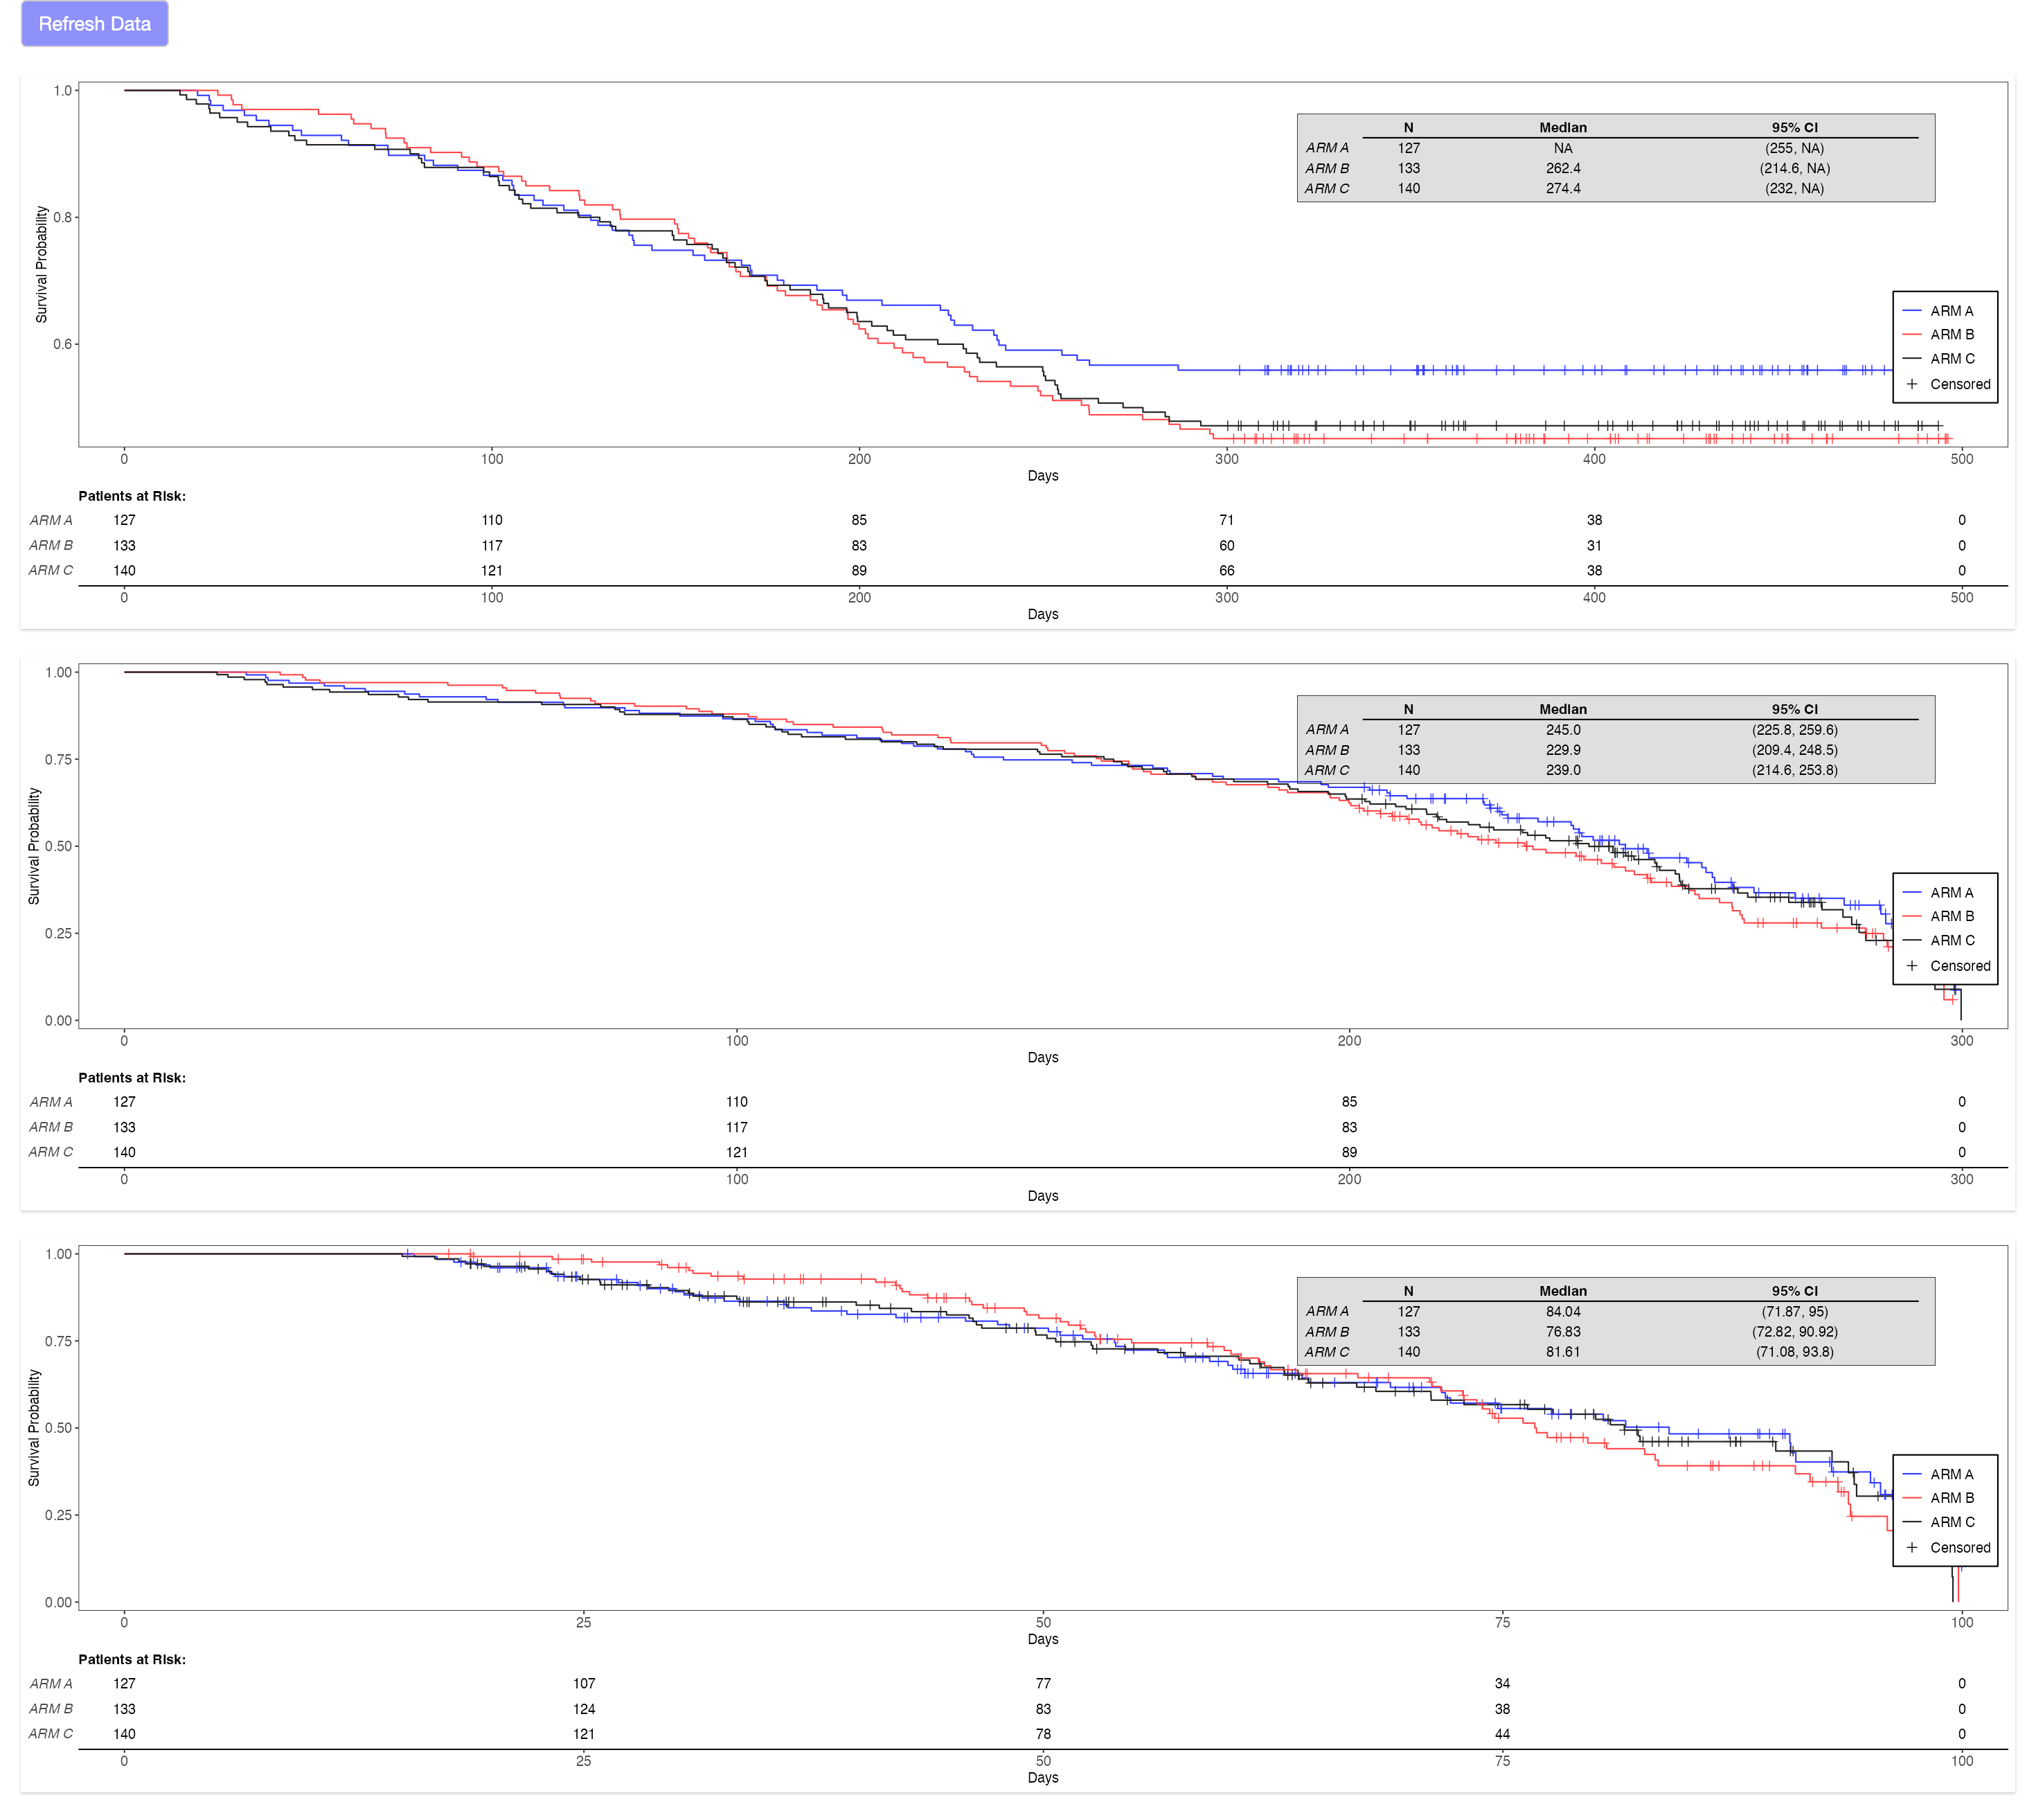 Refresh Data
1.0
0.8
0.6
Survival Probability
N Median 95% CI
ARM A 127 NA (255, NA)
ARM B 133 262.4 (214.6, NA)
ARM C 140 274.4 (232, NA)
ARM A
ARM B
ARM C
Censored
0 100 200 300 400 500
Days
Patients at Risk:
ARM A 127 110 85 71 38 0
ARM B 133 117 83 60 31 0
ARM C 140 121 89 66 38 0
0 100 200 300 400 500
Days
1.00
0.75
0.50
0.25
0.00
Survival Probability
N Median 95% CI
ARM A 127 245.0 (225.8, 259.6)
ARM B 133 229.9 (209.4, 248.5)
ARM C 140 239.0 (214.6, 253.8)
ARM A
ARM B
ARM C
Censored
0 100 200 300
Days
Patients at Risk:
ARM A 127 110 85 0
ARM B 133 117 83 0
ARM C 140 121 89 0
0 100 200 300
Days
1.00
0.75
0.50
0.25
0.00
Survival Probability
N Median 95% CI
ARM A 127 84.04 (71.87, 95)
ARM B 133 76.83 (72.82, 90.92)
ARM C 140 81.61 (71.08, 93.8)
ARM A
ARM B
ARM C
Censored
0 25 50 75 100
Days
Patients at Risk:
ARM A 127 107 77 34 0
ARM B 133 124 83 38 0
ARM C 140 121 78 44 0
0 25 50 75 100
Days